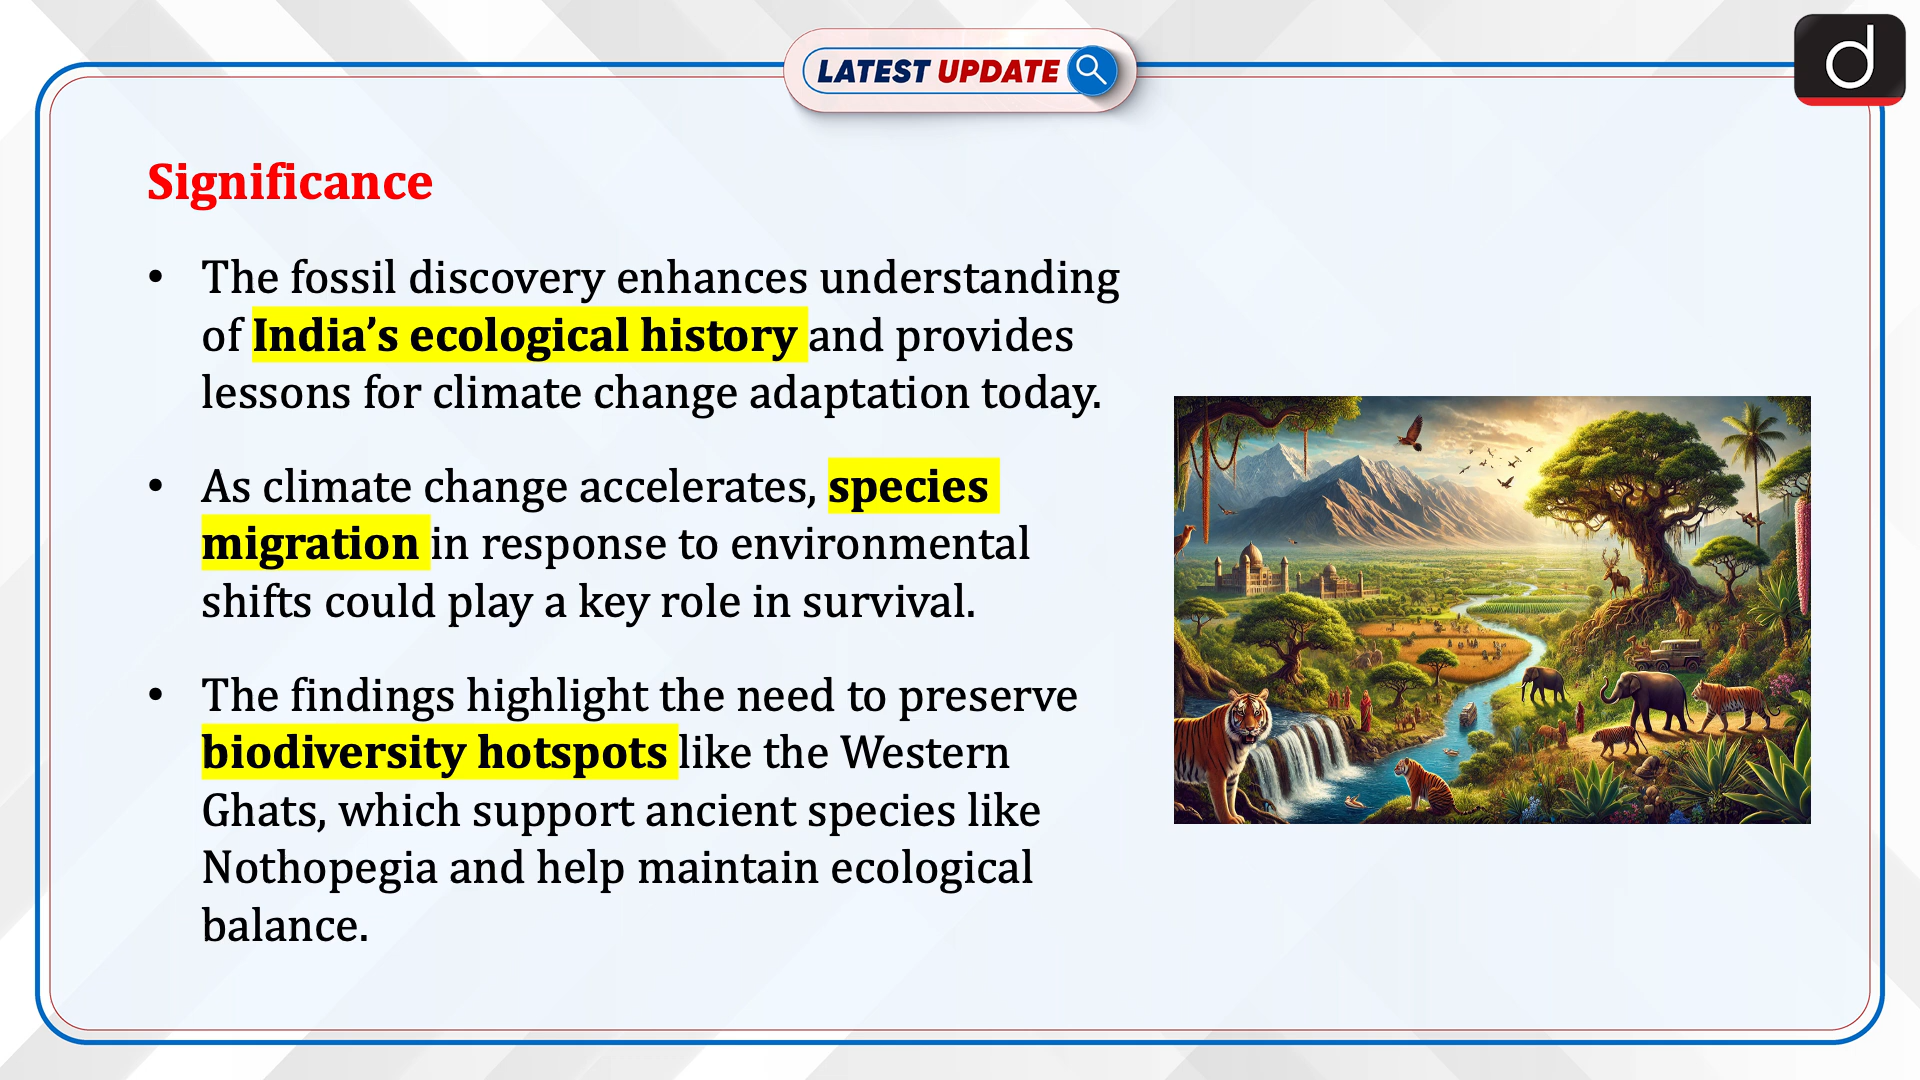 LATEST UPDATE
d
Significance
• The fossil discovery enhances understanding
of India’s ecological history and provides
lessons for climate change adaptation today.
• As climate change accelerates, species
migration in response to environmental
shifts could play a key role in survival.
• The findings highlight the need to preserve
biodiversity hotspots like the Western
Ghats, which support ancient species like
Nothopegia and help maintain ecological
balance.